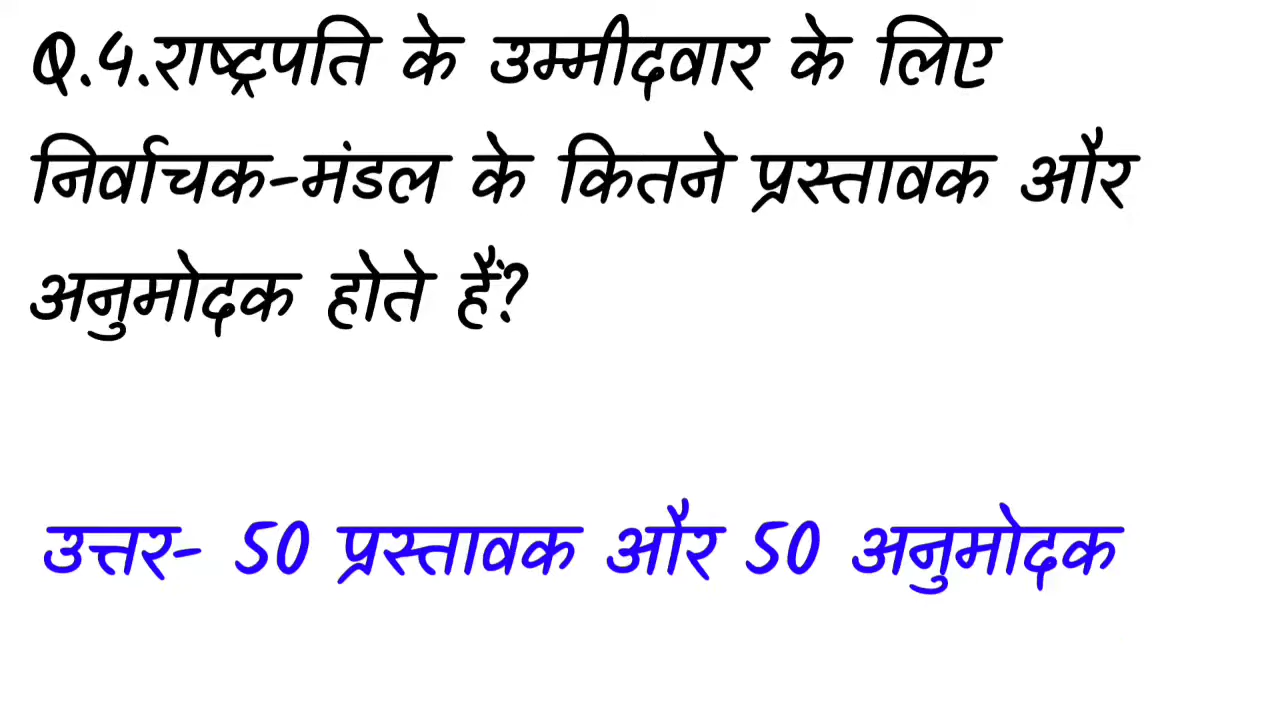 Q.4.राष्ट्रपति के उम्मीदवार के लिए
निर्वाचक-मंडल के कितने प्रस्तावक और
अनुमोदक होते हैं?
उत्तर- 50 प्रस्तावक और 50 अनुमोदक